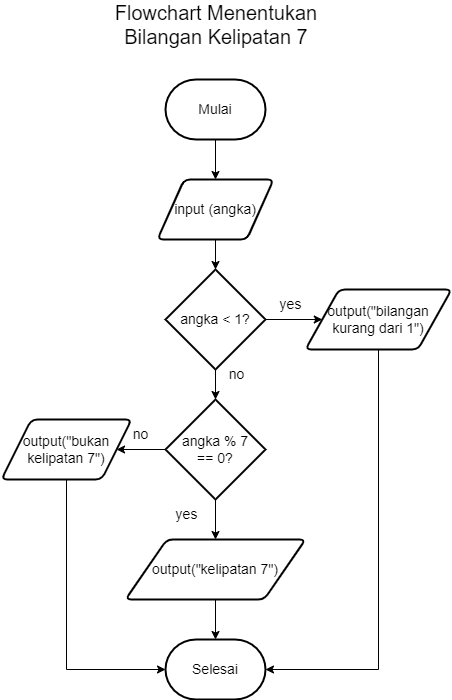 Flowchart Menentukan
Bilangan Kelipatan 7
Mulai
input (angka)
angka < 1?
yes
output("bilangan
kurang dari 1")
no
angka % 7
== 0?
no
output("bukan
kelipatan 7")
yes
output("kelipatan 7")
Selesai